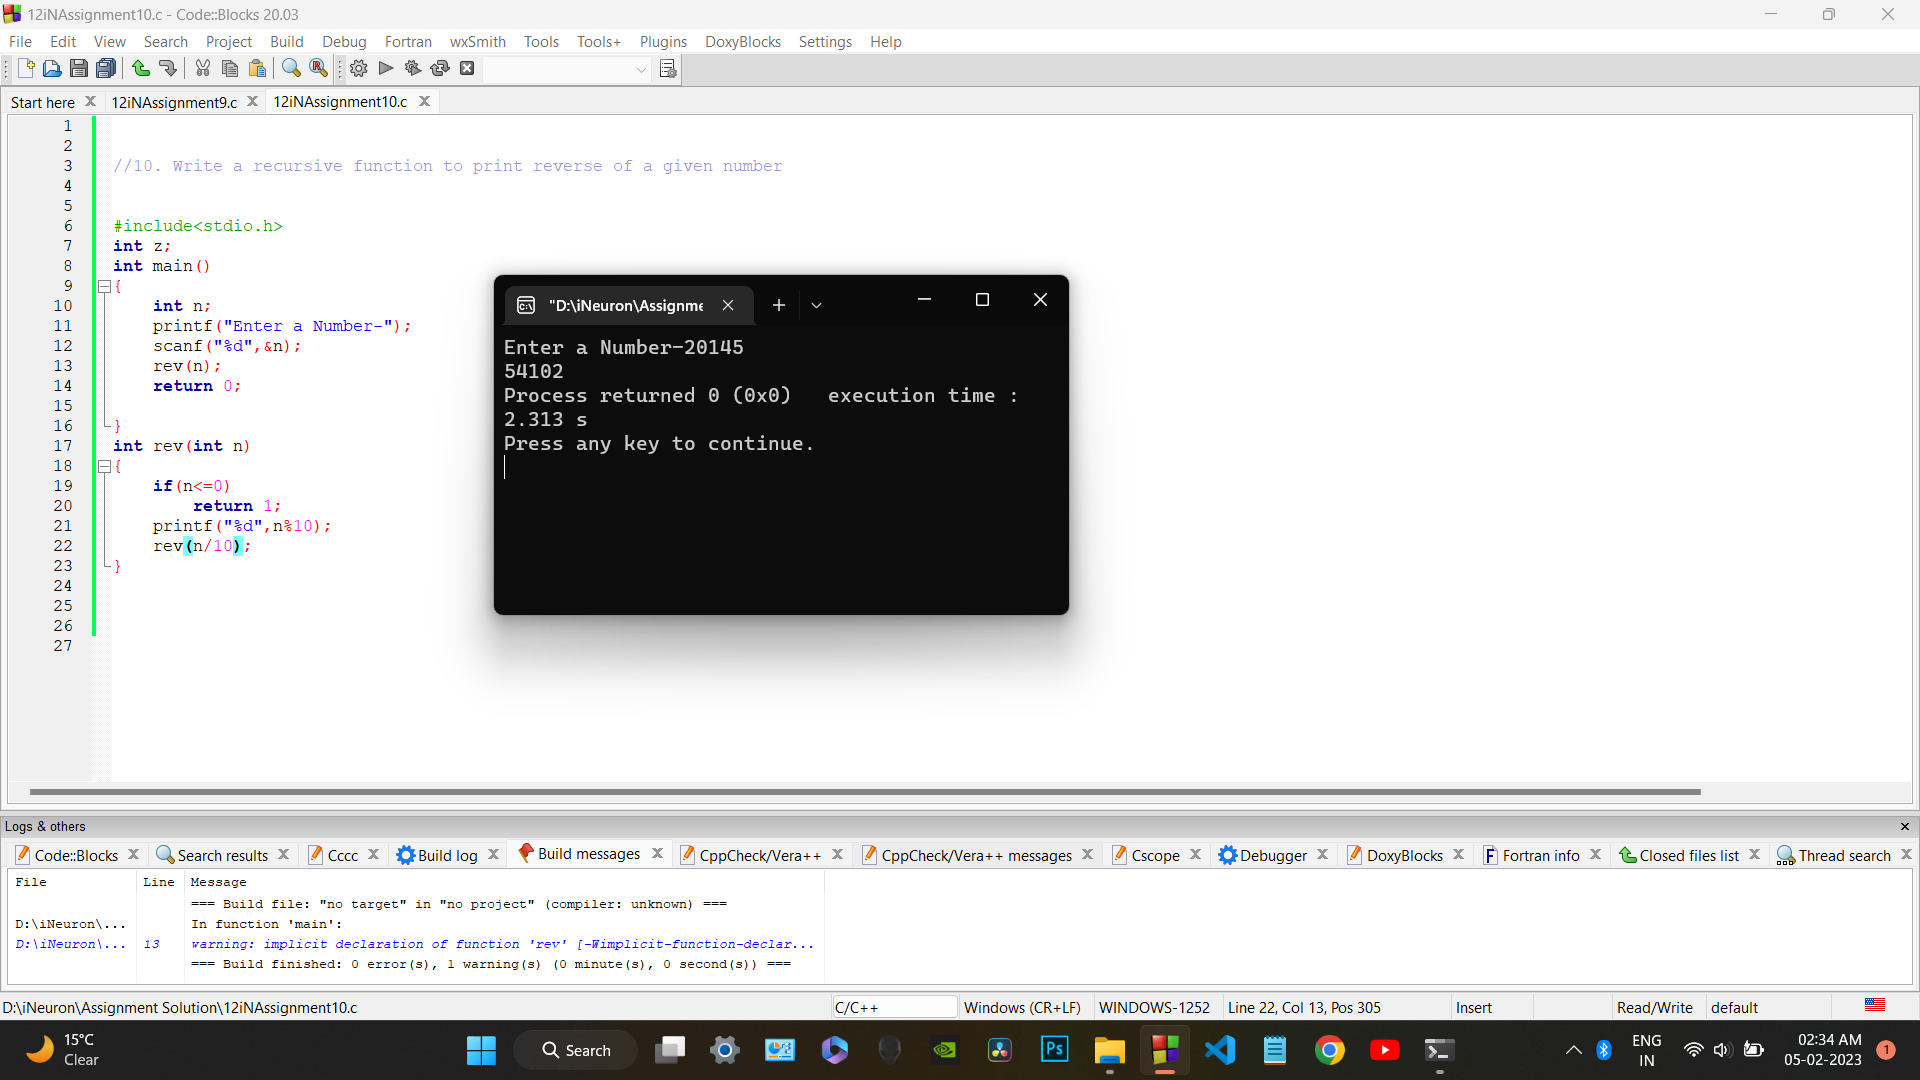 12iNAssignment10.c - Code::Blocks 20.03
File Edit View Search Project Build Debug Fortran wxSmith Tools Tools+ Plugins DoxyBlocks Settings Help
Start here 12iNAssignment9.c 12iNAssignment10.c
1
2
3 //10. Write a recursive function to print reverse of a given number
4
5
6 #include<stdio.h>
7 int z;
8 int main()
9 {
10 int n;
11 printf("Enter a Number-");
12 scanf("%d",&n);
13 rev(n);
14 return 0;
15
16 }
17 int rev(int n)
18 {
19 if(n<=0)
20 return 1;
21 printf("%d",n%10);
22 rev(n/10);
23 }
24
25
26
27
"D:\iNeuron\Assignme
Enter a Number-20145
54102
Process returned 0 (0x0)   execution time :
2.313 s
Press any key to continue.
Logs & others
Code::Blocks Search results Cccc Build log Build messages CppCheck/Vera++ CppCheck/Vera++ messages Cscope Debugger DoxyBlocks Fortran info Closed files list Thread search
File Line Message
=== Build file: "no target" in "no project" (compiler: unknown) ===
D:\iNeuron\... In function 'main':
D:\iNeuron\... 13 warning: implicit declaration of function 'rev' [-Wimplicit-function-declar...
=== Build finished: 0 error(s), 1 warning(s) (0 minute(s), 0 second(s)) ===
D:\iNeuron\Assignment Solution\12iNAssignment10.c C/C++ Windows (CR+LF) WINDOWS-1252 Line 22, Col 13, Pos 305 Insert Read/Write default
15°C
Clear
Search
Ps
ENG
IN
02:34 AM
05-02-2023
1